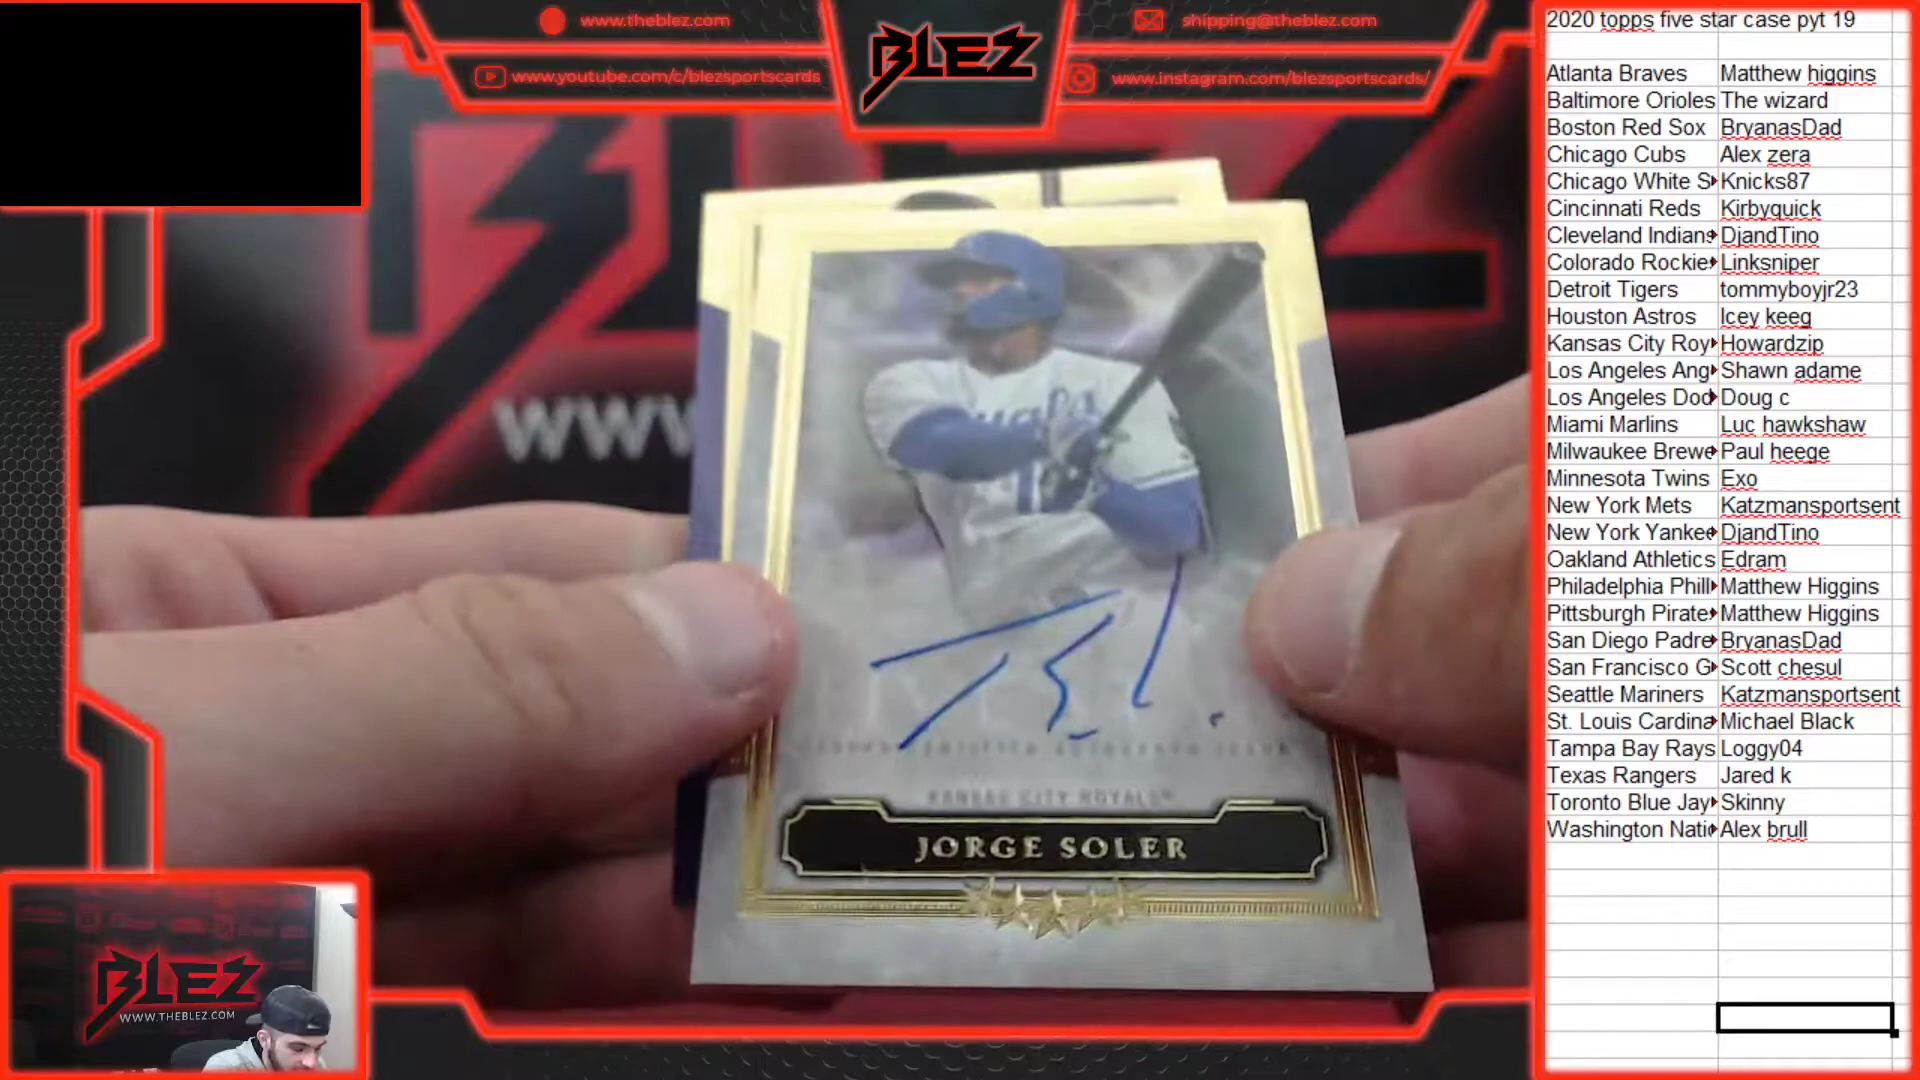 www.theblez.com
www.youtube.com/c/blezsportscards
BLEZ
shipping@theblez.com
www.instagram.com/blezsportscards/
WWW
JORGE SOLER
KANSAS CITY ROYALS
BLEZ
WWW.THEBLEZ.COM
2020 topps five star case pyt 19
Atlanta Braves Matthew higgins
Baltimore Orioles The wizard
Boston Red Sox BryanasDad
Chicago Cubs Alex zera
Chicago White S Knicks87
Cincinnati Reds Kirbyquick
Cleveland Indians DjandTino
Colorado Rockie Linksniper
Detroit Tigers tommyboyjr23
Houston Astros Icey keeg
Kansas City Roy Howardzip
Los Angeles Ang Shawn adame
Los Angeles Dod Doug c
Miami Marlins Luc hawkshaw
Milwaukee Brewe Paul heege
Minnesota Twins Exo
New York Mets Katzmansportsent
New York Yankee DjandTino
Oakland Athletics Edram
Philadelphia Phill Matthew Higgins
Pittsburgh Pirate Matthew Higgins
San Diego Padre BryanasDad
San Francisco G Scott chesul
Seattle Mariners Katzmansportsent
St. Louis Cardina Michael Black
Tampa Bay Rays Loggy04
Texas Rangers Jared k
Toronto Blue Jay Skinny
Washington Natio Alex brull